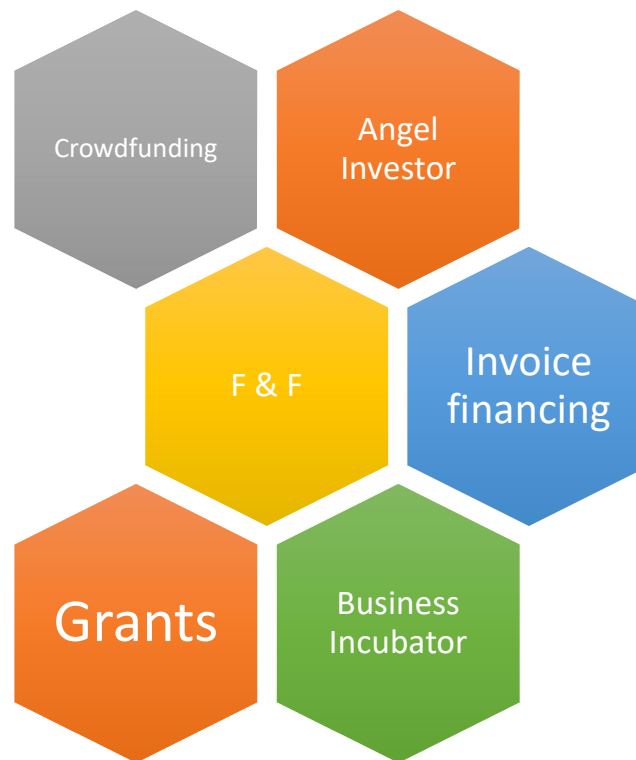 Crowdfunding
Angel
Investor
F & F
Invoice
financing
Grants
Business
Incubator